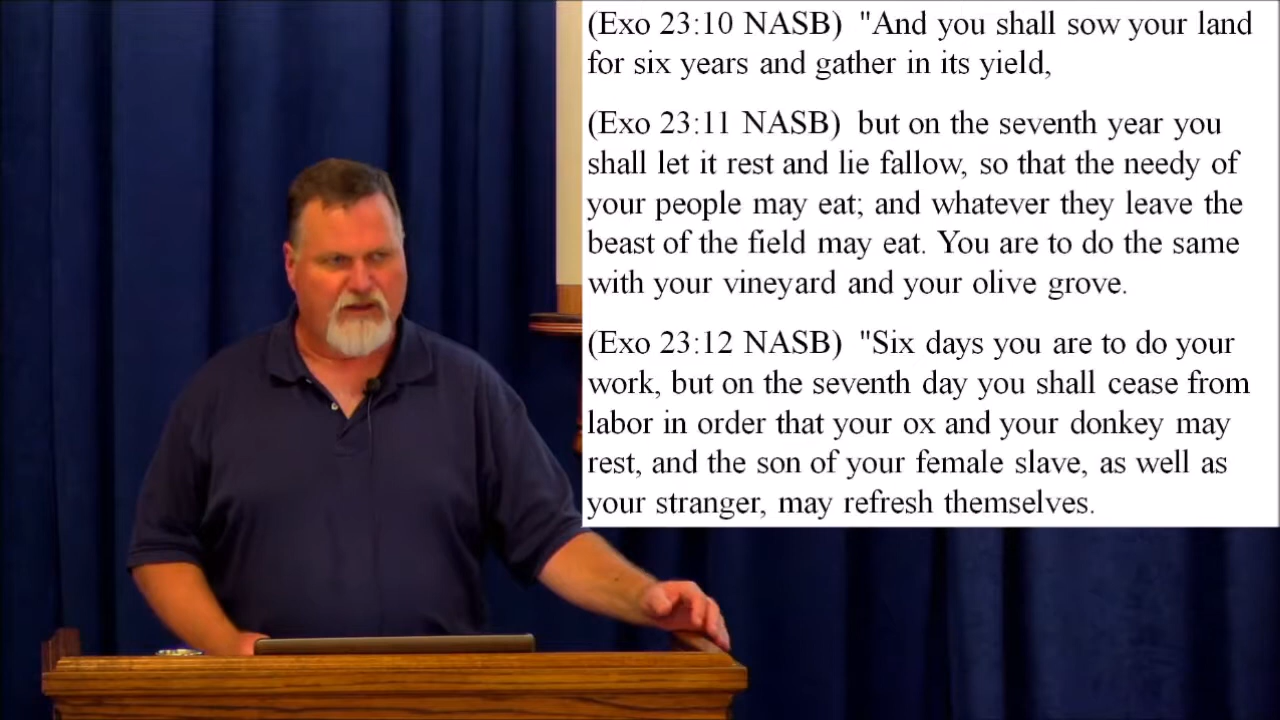 (Exo 23:10 NASB)  "And you shall sow your land
for six years and gather in its yield,
(Exo 23:11 NASB)  but on the seventh year you
shall let it rest and lie fallow, so that the needy of
your people may eat; and whatever they leave the
beast of the field may eat. You are to do the same
with your vineyard and your olive grove.
(Exo 23:12 NASB)  "Six days you are to do your
work, but on the seventh day you shall cease from
labor in order that your ox and your donkey may
rest, and the son of your female slave, as well as
your stranger, may refresh themselves.